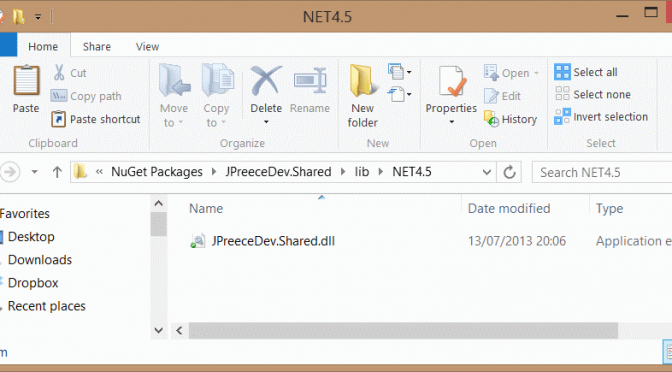 NET4.5
Home Share View
Paste
Cut
Copy path
Paste shortcut
Clipboard
Move to
Copy to
Delete
Rename
Organize
New folder
New
Properties
Open
Edit
History
Open
Select all
Select none
Invert selection
Select
« NuGet Packages JPreeceDev.Shared lib NET4.5
Search NET4.5
Favorites
Desktop
Downloads
Dropbox
Recent places
Name Date modified Type
JPreeceDev.Shared.dll 13/07/2013 20:06 Application e
m